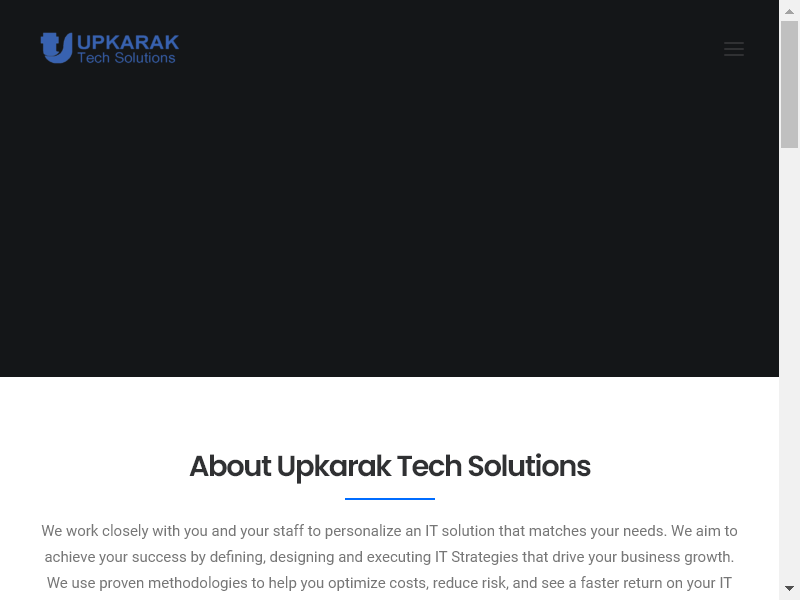 UPKARAK
Tech Solutions
About Upkarak Tech Solutions
We work closely with you and your staff to personalize an IT solution that matches your needs. We aim to
achieve your success by defining, designing and executing IT Strategies that drive your business growth.
We use proven methodologies to help you optimize costs, reduce risk, and see a faster return on your IT